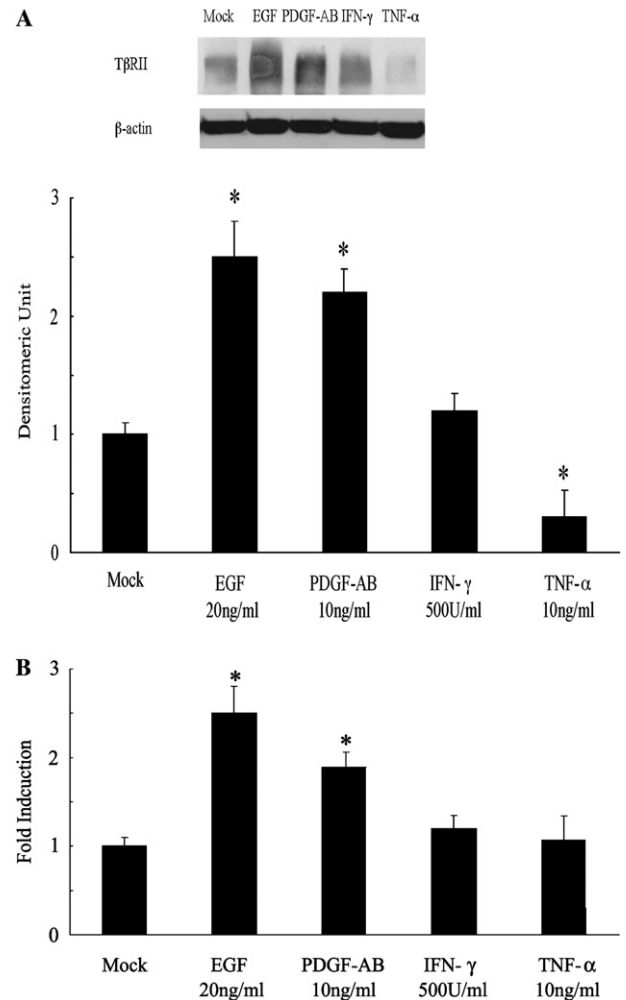 A
Mock EGF PDGF-AB IFN-γ TNF-α
TβRII
β-actin
3
*
*
2
Densitomeric Unit
1
*
0
Mock EGF PDGF-AB IFN- γ TNF- α
20ng/ml 10ng/ml 500U/ml 10ng/ml
B
3
*
*
2
Fold Indcuction
1
0
Mock EGF PDGF-AB IFN- γ TNF- α
20ng/ml 10ng/ml 500U/ml 10ng/ml